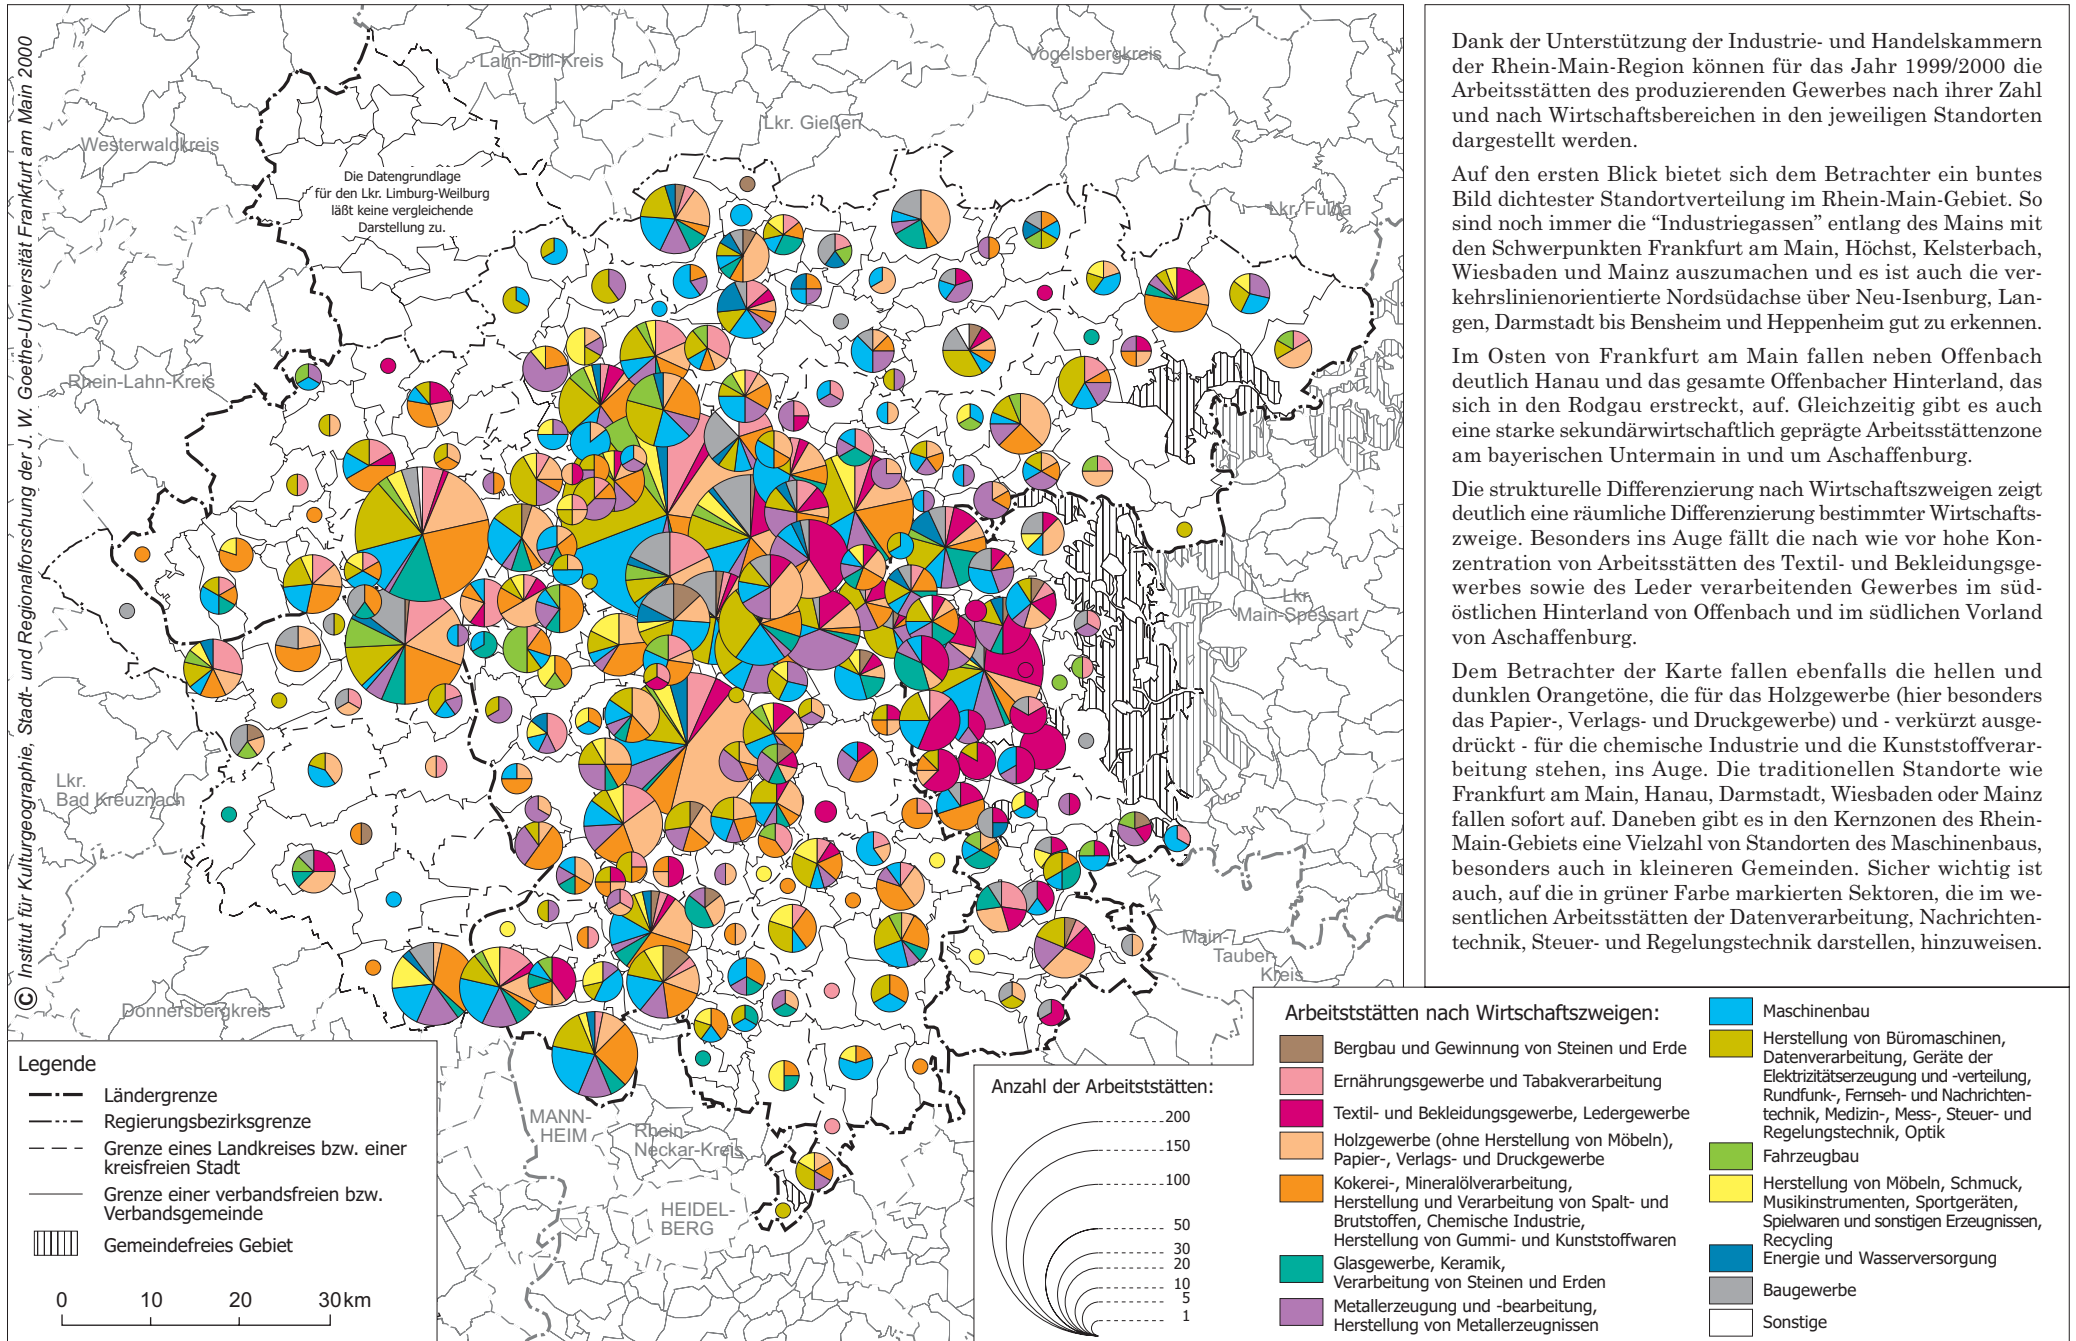 © Institut für Kulturgeographie, Stadt- und Regionalforschung der J. W. Goethe-Universität Frankfurt am Main 2000
Lahn-Dill-Kreis
Vogelsbergkreis
Westerwaldkreis
Lkr. Gießen
Die Datengrundlage
für den Lkr. Limburg-Weilburg
läßt keine vergleichende
Darstellung zu.
Lkr. Fulda
Rhein-Lahn-Kreis
Lkr.
Main-Spessart
Lkr.
Bad Kreuznach
Main-
Tauber-
Kreis
Donnersbergkreis
MANN-
HEIM
Rhein-
Neckar-Kreis
HEIDEL-
BERG
Dank der Unterstützung der Industrie- und Handelskammern
der Rhein-Main-Region können für das Jahr 1999/2000 die
Arbeitsstätten des produzierenden Gewerbes nach ihrer Zahl
und nach Wirtschaftsbereichen in den jeweiligen Standorten
dargestellt werden.
Auf den ersten Blick bietet sich dem Betrachter ein buntes
Bild dichtester Standortverteilung im Rhein-Main-Gebiet. So
sind noch immer die “Industriegassen” entlang des Mains mit
den Schwerpunkten Frankfurt am Main, Höchst, Kelsterbach,
Wiesbaden und Mainz auszumachen und es ist auch die ver-
kehrslinienorientierte Nordsüdachse über Neu-Isenburg, Lan-
gen, Darmstadt bis Bensheim und Heppenheim gut zu erkennen.
Im Osten von Frankfurt am Main fallen neben Offenbach
deutlich Hanau und das gesamte Offenbacher Hinterland, das
sich in den Rodgau erstreckt, auf. Gleichzeitig gibt es auch
eine starke sekundärwirtschaftlich geprägte Arbeitsstättenzone
am bayerischen Untermain in und um Aschaffenburg.
Die strukturelle Differenzierung nach Wirtschaftszweigen zeigt
deutlich eine räumliche Differenzierung bestimmter Wirtschafts-
zweige. Besonders ins Auge fällt die nach wie vor hohe Kon-
zentration von Arbeitsstätten des Textil- und Bekleidungsge-
werbes sowie des Leder verarbeitenden Gewerbes im süd-
östlichen Hinterland von Offenbach und im südlichen Vorland
von Aschaffenburg.
Dem Betrachter der Karte fallen ebenfalls die hellen und
dunklen Orangetöne, die für das Holzgewerbe (hier besonders
das Papier-, Verlags- und Druckgewerbe) und - verkürzt ausge-
drückt - für die chemische Industrie und die Kunststoffverar-
beitung stehen, ins Auge. Die traditionellen Standorte wie
Frankfurt am Main, Hanau, Darmstadt, Wiesbaden oder Mainz
fallen sofort auf. Daneben gibt es in den Kernzonen des Rhein-
Main-Gebiets eine Vielzahl von Standorten des Maschinenbaus,
besonders auch in kleineren Gemeinden. Sicher wichtig ist
auch, auf die in grüner Farbe markierten Sektoren, die im we-
sentlichen Arbeitsstätten der Datenverarbeitung, Nachrichten-
technik, Steuer- und Regelungstechnik darstellen, hinzuweisen.
Legende
Ländergrenze
Regierungsbezirksgrenze
Grenze eines Landkreises bzw. einer
kreisfreien Stadt
Grenze einer verbandsfreien bzw.
Verbandsgemeinde
Gemeindefreies Gebiet
0 10 20 30 km
Anzahl der Arbeitststätten:
200
150
100
50
30
20
10
5
1
Arbeitststätten nach Wirtschaftszweigen:
Bergbau und Gewinnung von Steinen und Erde
Ernährungsgewerbe und Tabakverarbeitung
Textil- und Bekleidungsgewerbe, Ledergewerbe
Holzgewerbe (ohne Herstellung von Möbeln),
Papier-, Verlags- und Druckgewerbe
Kokerei-, Mineralölverarbeitung,
Herstellung und Verarbeitung von Spalt- und
Brutstoffen, Chemische Industrie,
Herstellung von Gummi- und Kunststoffwaren
Glasgewerbe, Keramik,
Verarbeitung von Steinen und Erden
Metallerzeugung und -bearbeitung,
Herstellung von Metallerzeugnissen
Maschinenbau
Herstellung von Büromaschinen,
Datenverarbeitung, Geräte der
Elektrizitätserzeugung und -verteilung,
Rundfunk-, Fernseh- und Nachrichten-
technik, Medizin-, Mess-, Steuer- und
Regelungstechnik, Optik
Fahrzeugbau
Herstellung von Möbeln, Schmuck,
Musikinstrumenten, Sportgeräten,
Spielwaren und sonstigen Erzeugnissen,
Recycling
Energie und Wasserversorgung
Baugewerbe
Sonstige